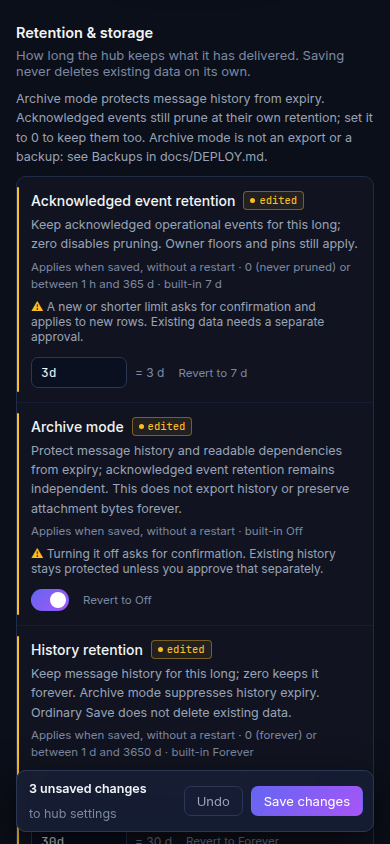 Retention & storage
How long the hub keeps what it has delivered. Saving
never deletes existing data on its own.
Archive mode protects message history from expiry.
Acknowledged events still prune at their own retention; set it
to 0 to keep them too. Archive mode is not an export or a
backup: see Backups in docs/DEPLOY.md.
Acknowledged event retention edited
Keep acknowledged operational events for this long;
zero disables pruning. Owner floors and pins still apply.
Applies when saved, without a restart · 0 (never pruned) or
between 1 h and 365 d · built-in 7 d
⚠ A new or shorter limit asks for confirmation and
applies to new rows. Existing data needs a separate
approval.
3d = 3 d Revert to 7 d
Archive mode edited
Protect message history and readable dependencies
from expiry; acknowledged event retention remains
independent. This does not export history or preserve
attachment bytes forever.
Applies when saved, without a restart · built-in Off
⚠ Turning it off asks for confirmation. Existing history
stays protected unless you approve that separately.
Revert to Off
History retention edited
Keep message history for this long; zero keeps it
forever. Archive mode suppresses history expiry.
Ordinary Save does not delete existing data.
Applies when saved, without a restart · 0 (forever) or
between 1 d and 3650 d · built-in Forever
3 unsaved changes
to hub settings
Undo
Save changes
30d = 30 d Revert to Forever